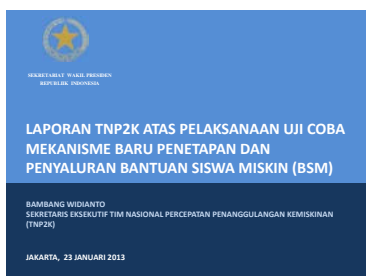 SEKRETARIAT WAKIL PRESIDEN
REPUBLIK INDONESIA
LAPORAN TNP2K ATAS PELAKSANAAN UJI COBA
MEKANISME BARU PENETAPAN DAN
PENYALURAN BANTUAN SISWA MISKIN (BSM)
BAMBANG WIDIANTO
SEKRETARIS EKSEKUTIF TIM NASIONAL PERCEPATAN PENANGGULANGAN KEMISKINAN
(TNP2K)
JAKARTA, 23 JANUARI 2013